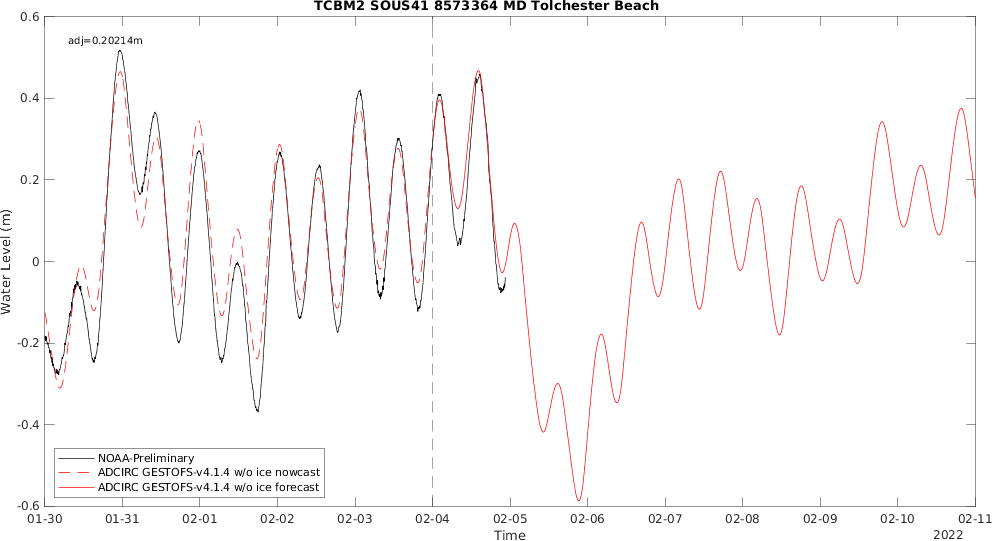 TCBM2 SOUS41 8573364 MD Tolchester Beach
adj=0.20214m
Water Level (m)
0.6
0.4
0.2
0
-0.2
-0.4
-0.6
NOAA-Preliminary
ADCIRC GESTOFS-v4.1.4 w/o ice nowcast
ADCIRC GESTOFS-v4.1.4 w/o ice forecast
01-30 01-31 02-01 02-02 02-03 02-04 02-05 02-06 02-07 02-08 02-09 02-10 02-11
Time
2022